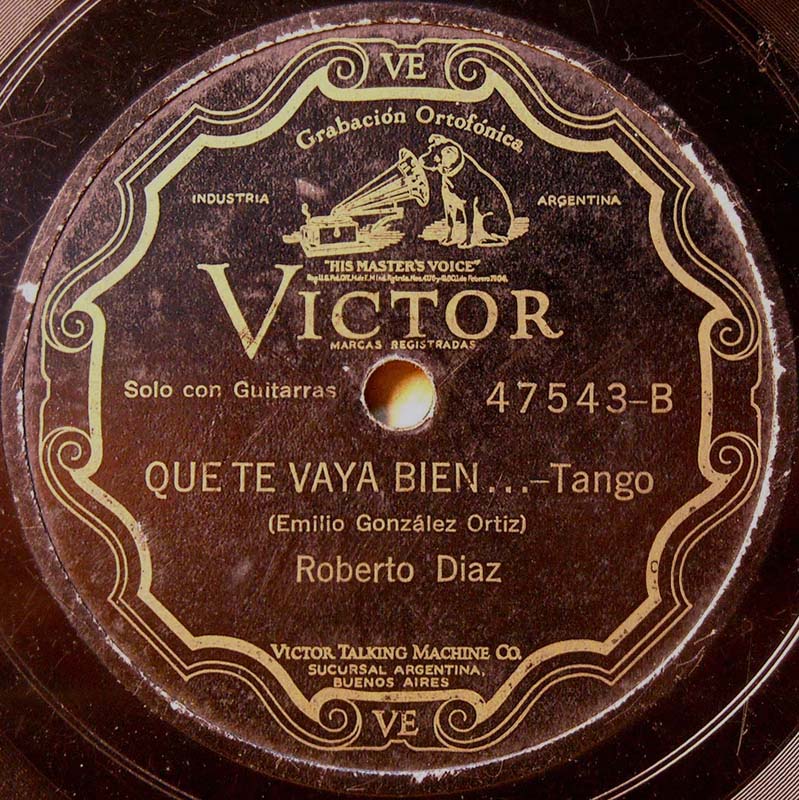 VE
Grabación Ortofónica
INDUSTRIA ARGENTINA
"HIS MASTER'S VOICE"
VICTOR
MARCAS REGISTRADAS
Solo con Guitarras 47543-B
QUE TE VAYA BIEN...-Tango
(Emilio González Ortiz)
Roberto Diaz
VICTOR TALKING MACHINE CO.
SUCURSAL ARGENTINA,
BUENOS AIRES
VE